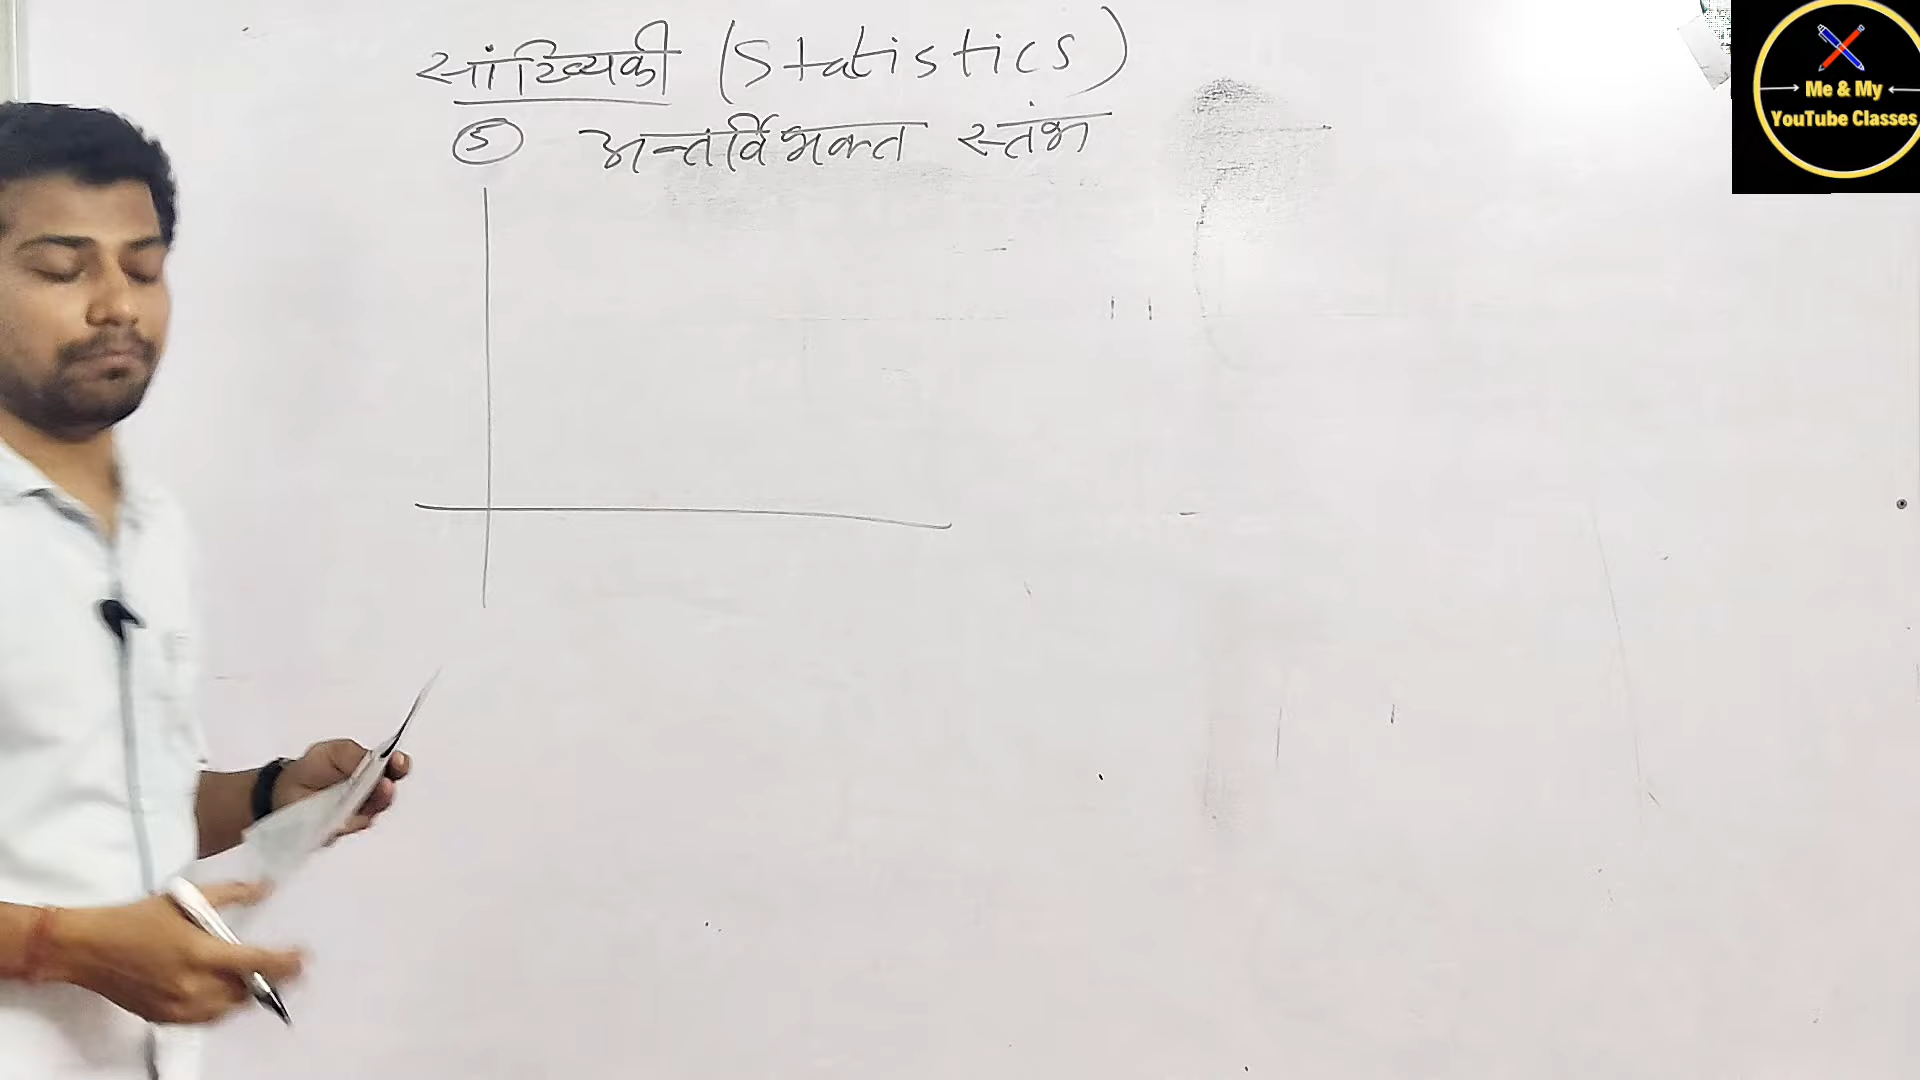 सांख्यिकी (Statistics)
⑤ अन्तर्विभक्त स्तंभ
Me & My
YouTube Classes